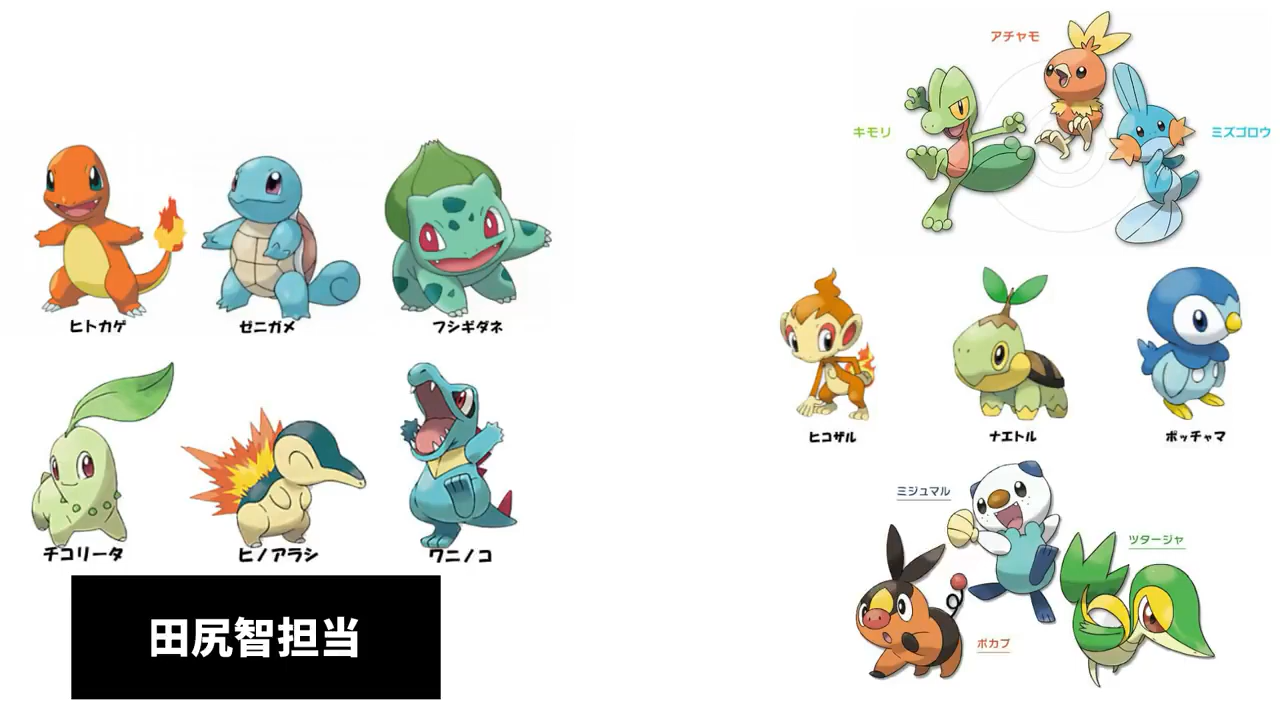 ヒトカゲ
ゼニガメ
フシギダネ
チコリータ
ヒノアラシ
ワニノコ
田尻智担当
アチャモ
キモリ
ミズゴロウ
ヒコザル
ナエトル
ポッチャマ
ミジュマル
ツタージャ
ポカブ